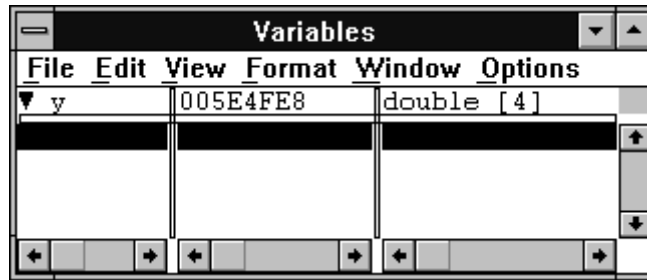 Variables
File Edit View Format Window Options
y 005E4FE8 double [4]